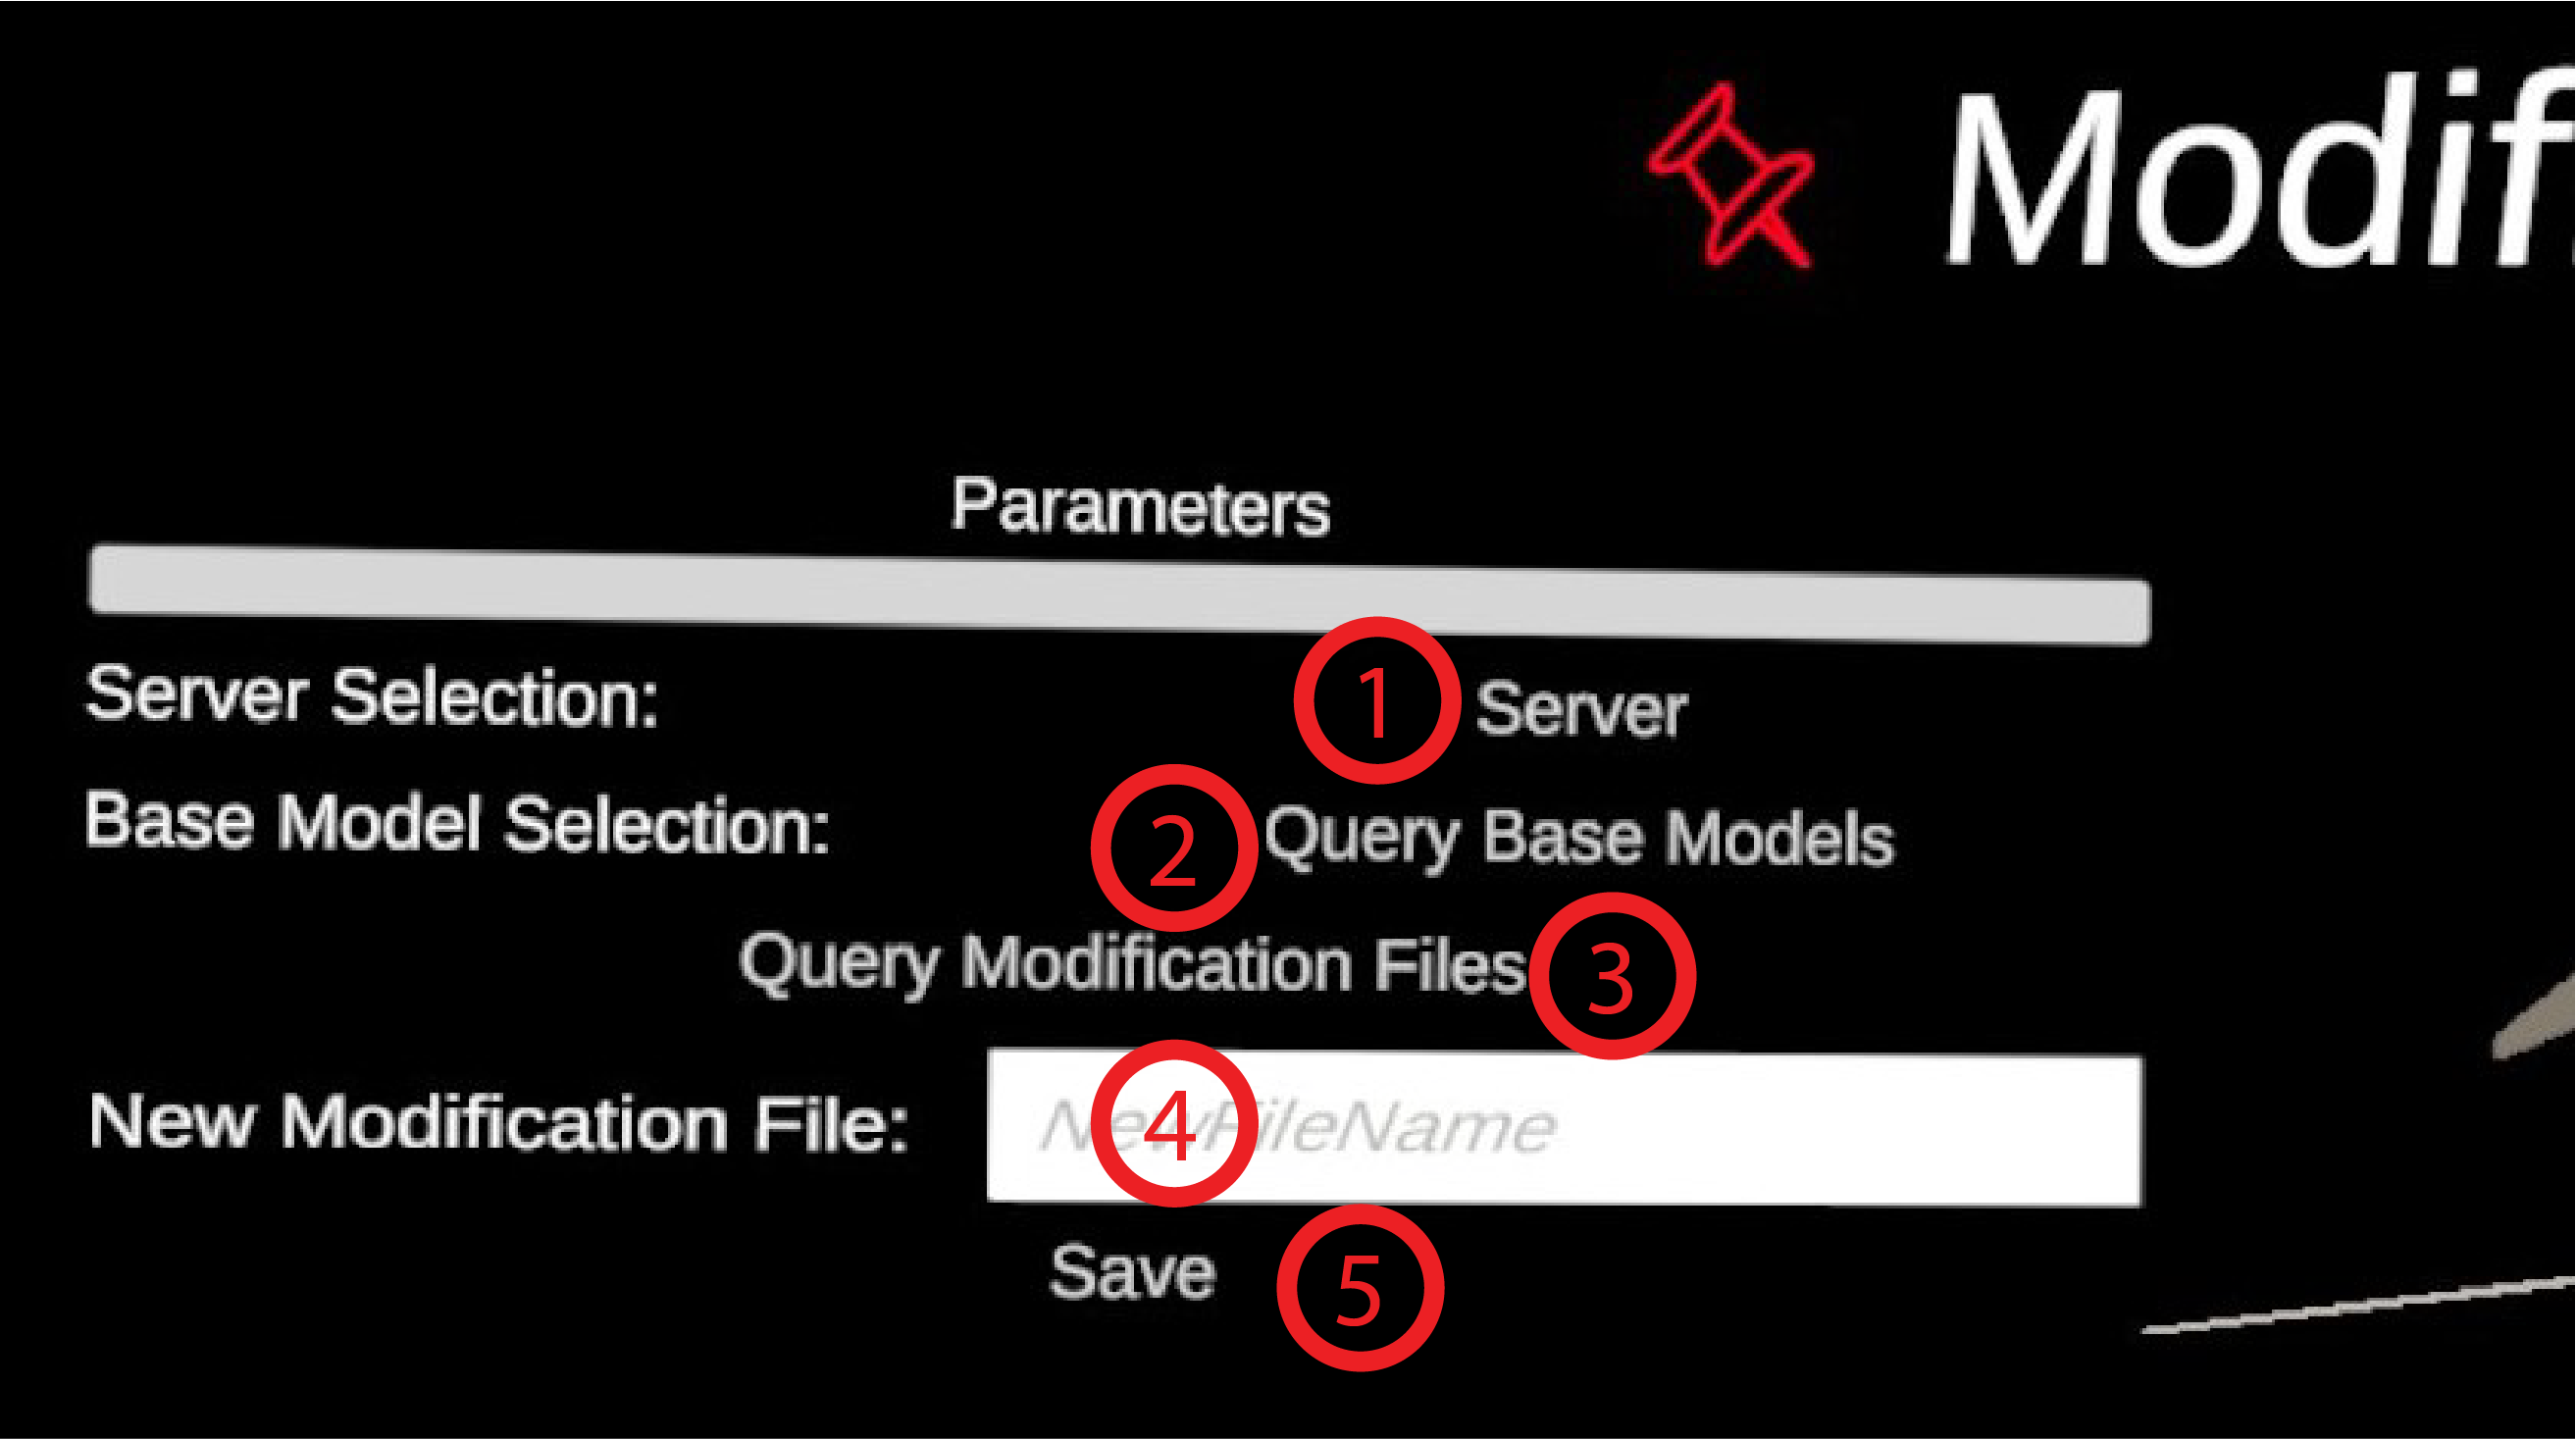 Modif
Parameters
Server Selection: 1 Server
Base Model Selection: 2 Query Base Models
Query Modification Files 3
New Modification File: 4 NewFileName
Save 5